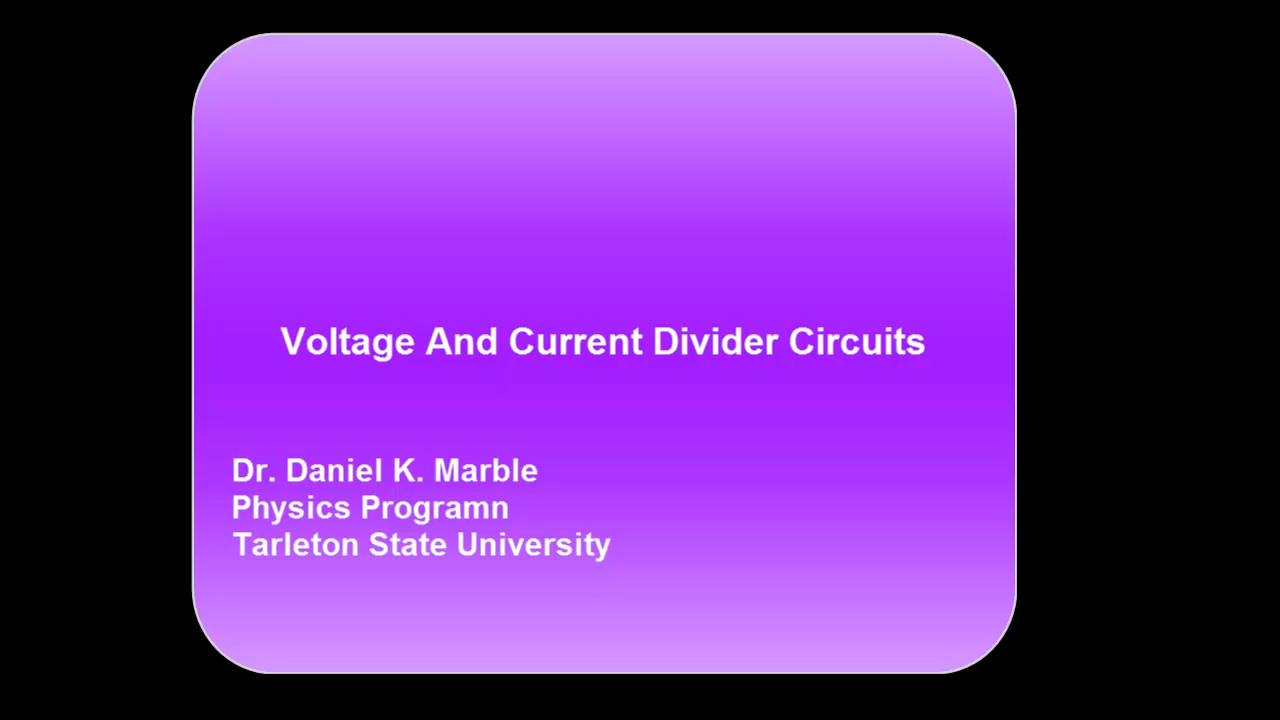 Voltage And Current Divider Circuits
Dr. Daniel K. Marble
Physics Programn
Tarleton State University